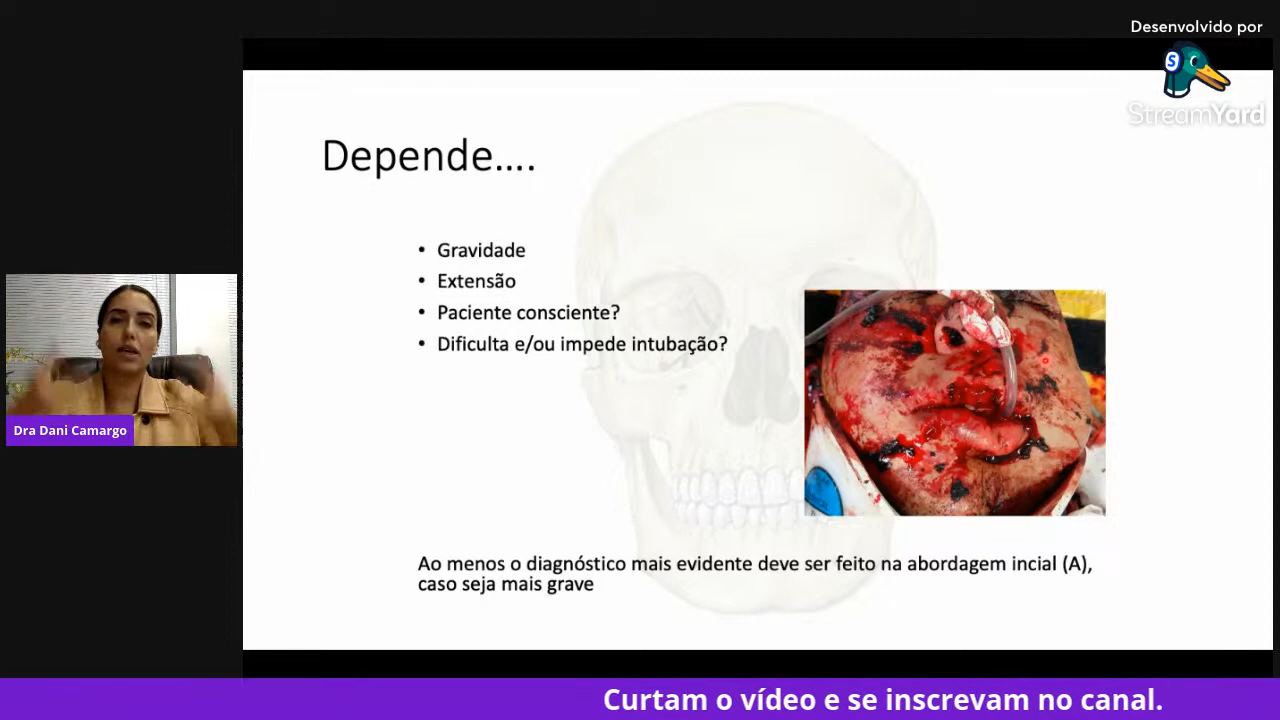 Desenvolvido por
S
StreamYard
Depende....
• Gravidade
• Extensão
• Paciente consciente?
• Dificulta e/ou impede intubação?
Dra Dani Camargo
Ao menos o diagnóstico mais evidente deve ser feito na abordagem incial (A),
caso seja mais grave
Curtam o vídeo e se inscrevam no canal.